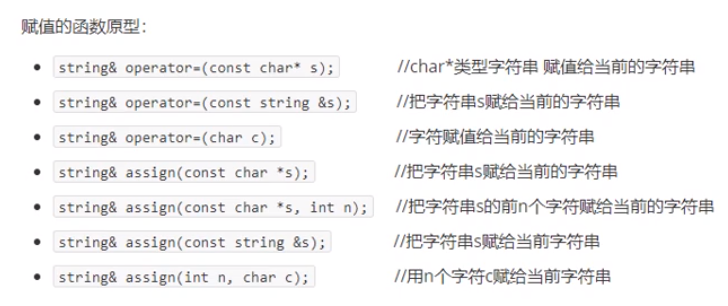 赋值的函数原型：
• string& operator=(const char* s); //char*类型字符串 赋值给当前的字符串
• string& operator=(const string &s); //把字符串s赋给当前的字符串
• string& operator=(char c); //字符赋值给当前的字符串
• string& assign(const char *s); //把字符串s赋给当前的字符串
• string& assign(const char *s, int n); //把字符串s的前n个字符赋给当前的字符串
• string& assign(const string &s); //把字符串s赋给当前字符串
• string& assign(int n, char c); //用n个字符c赋给当前字符串